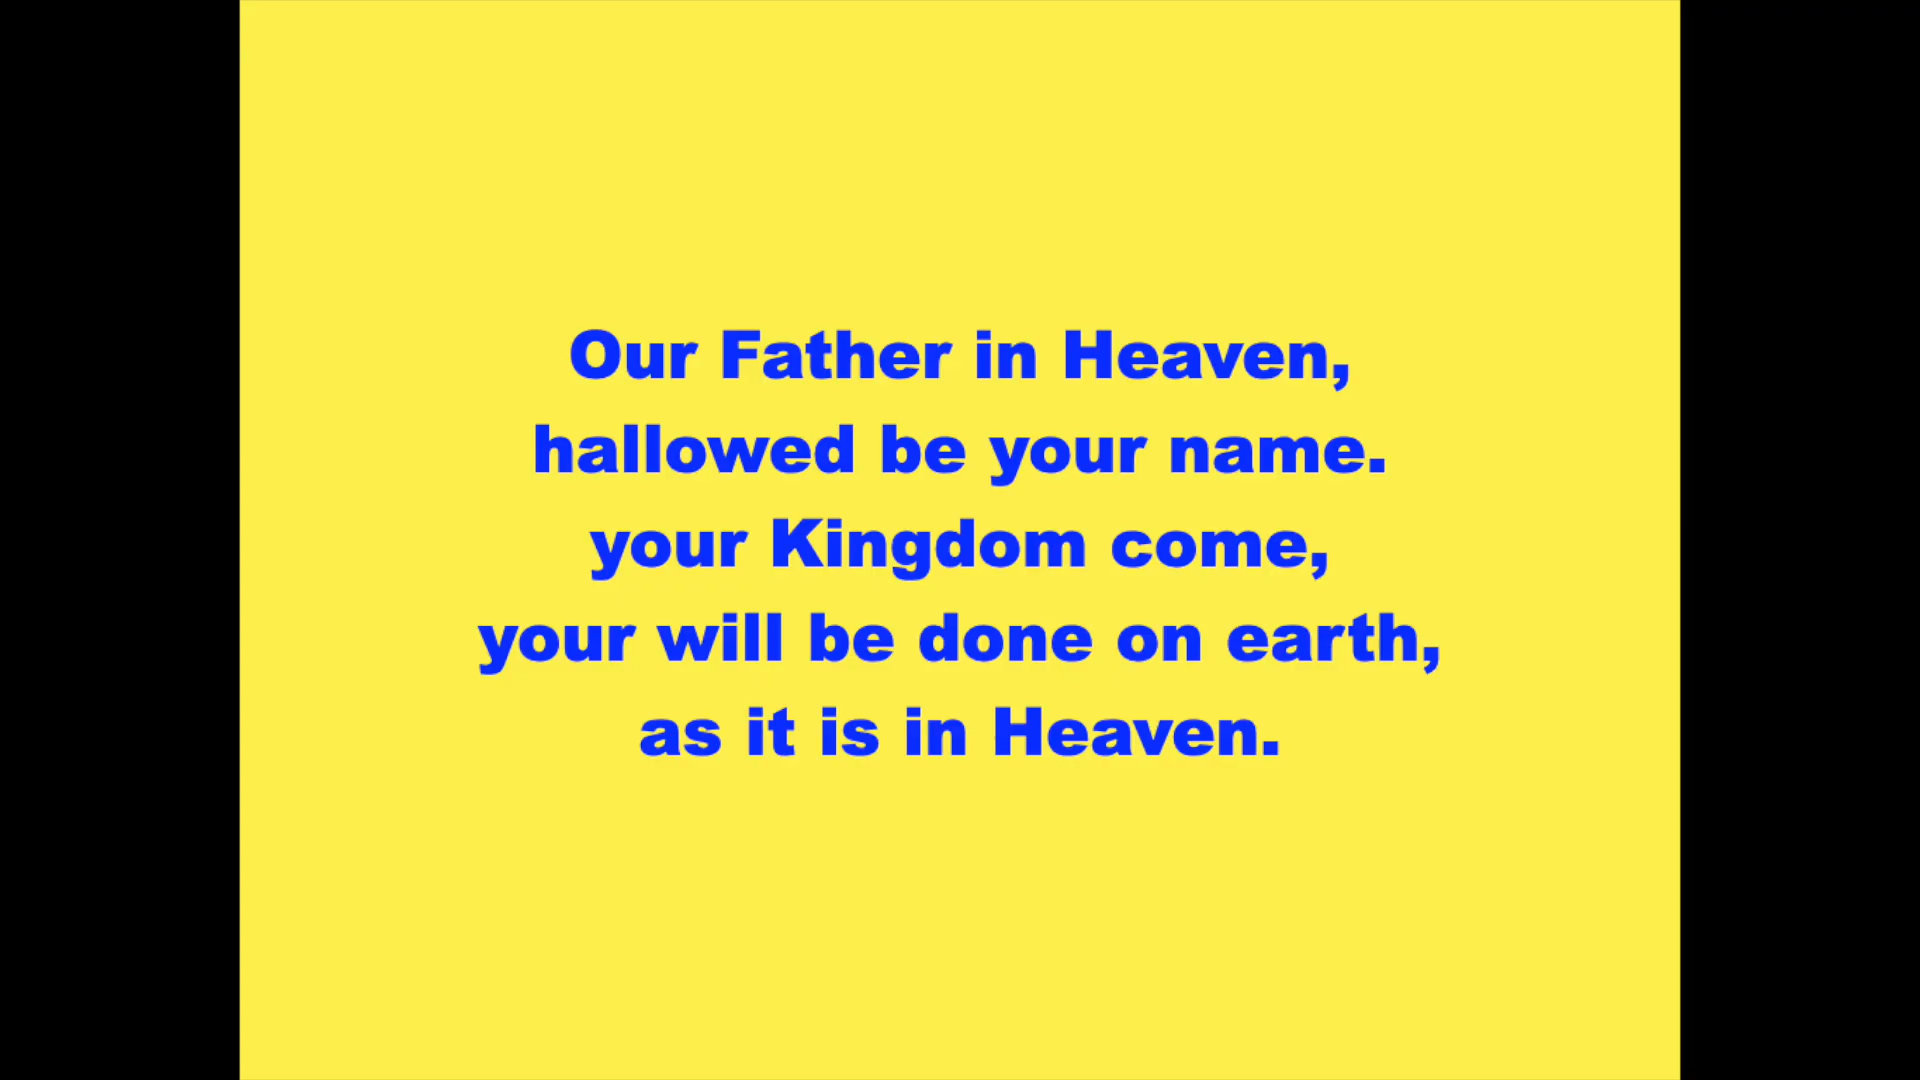 Our Father in Heaven,
hallowed be your name.
your Kingdom come,
your will be done on earth,
as it is in Heaven.